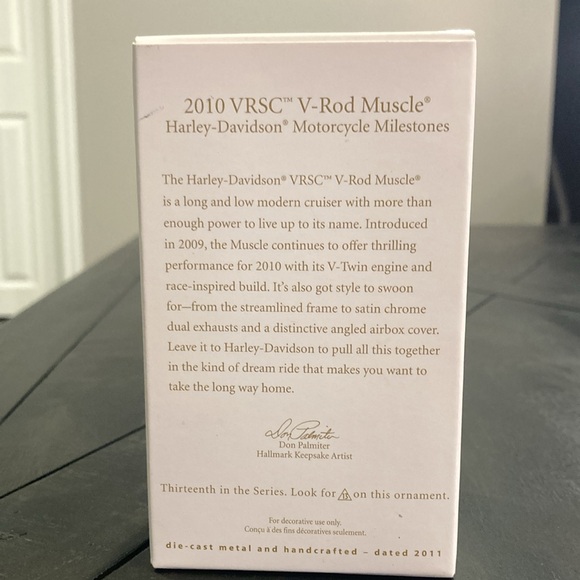 2010 VRSC™ V-Rod Muscle®
Harley-Davidson® Motorcycle Milestones
The Harley-Davidson® VRSC™ V-Rod Muscle®
is a long and low modern cruiser with more than
enough power to live up to its name. Introduced
in 2009, the Muscle continues to offer thrilling
performance for 2010 with its V-Twin engine and
race-inspired build. It's also got style to swoon
for—from the streamlined frame to satin chrome
dual exhausts and a distinctive angled airbox cover.
Leave it to Harley-Davidson to pull all this together
in the kind of dream ride that makes you want to
take the long way home.
Don Palmiter
Don Palmiter
Hallmark Keepsake Artist
Thirteenth in the Series. Look for 13 on this ornament.
For decorative use only.
Conçu à des fins décoratives seulement.
die-cast metal and handcrafted – dated 2011